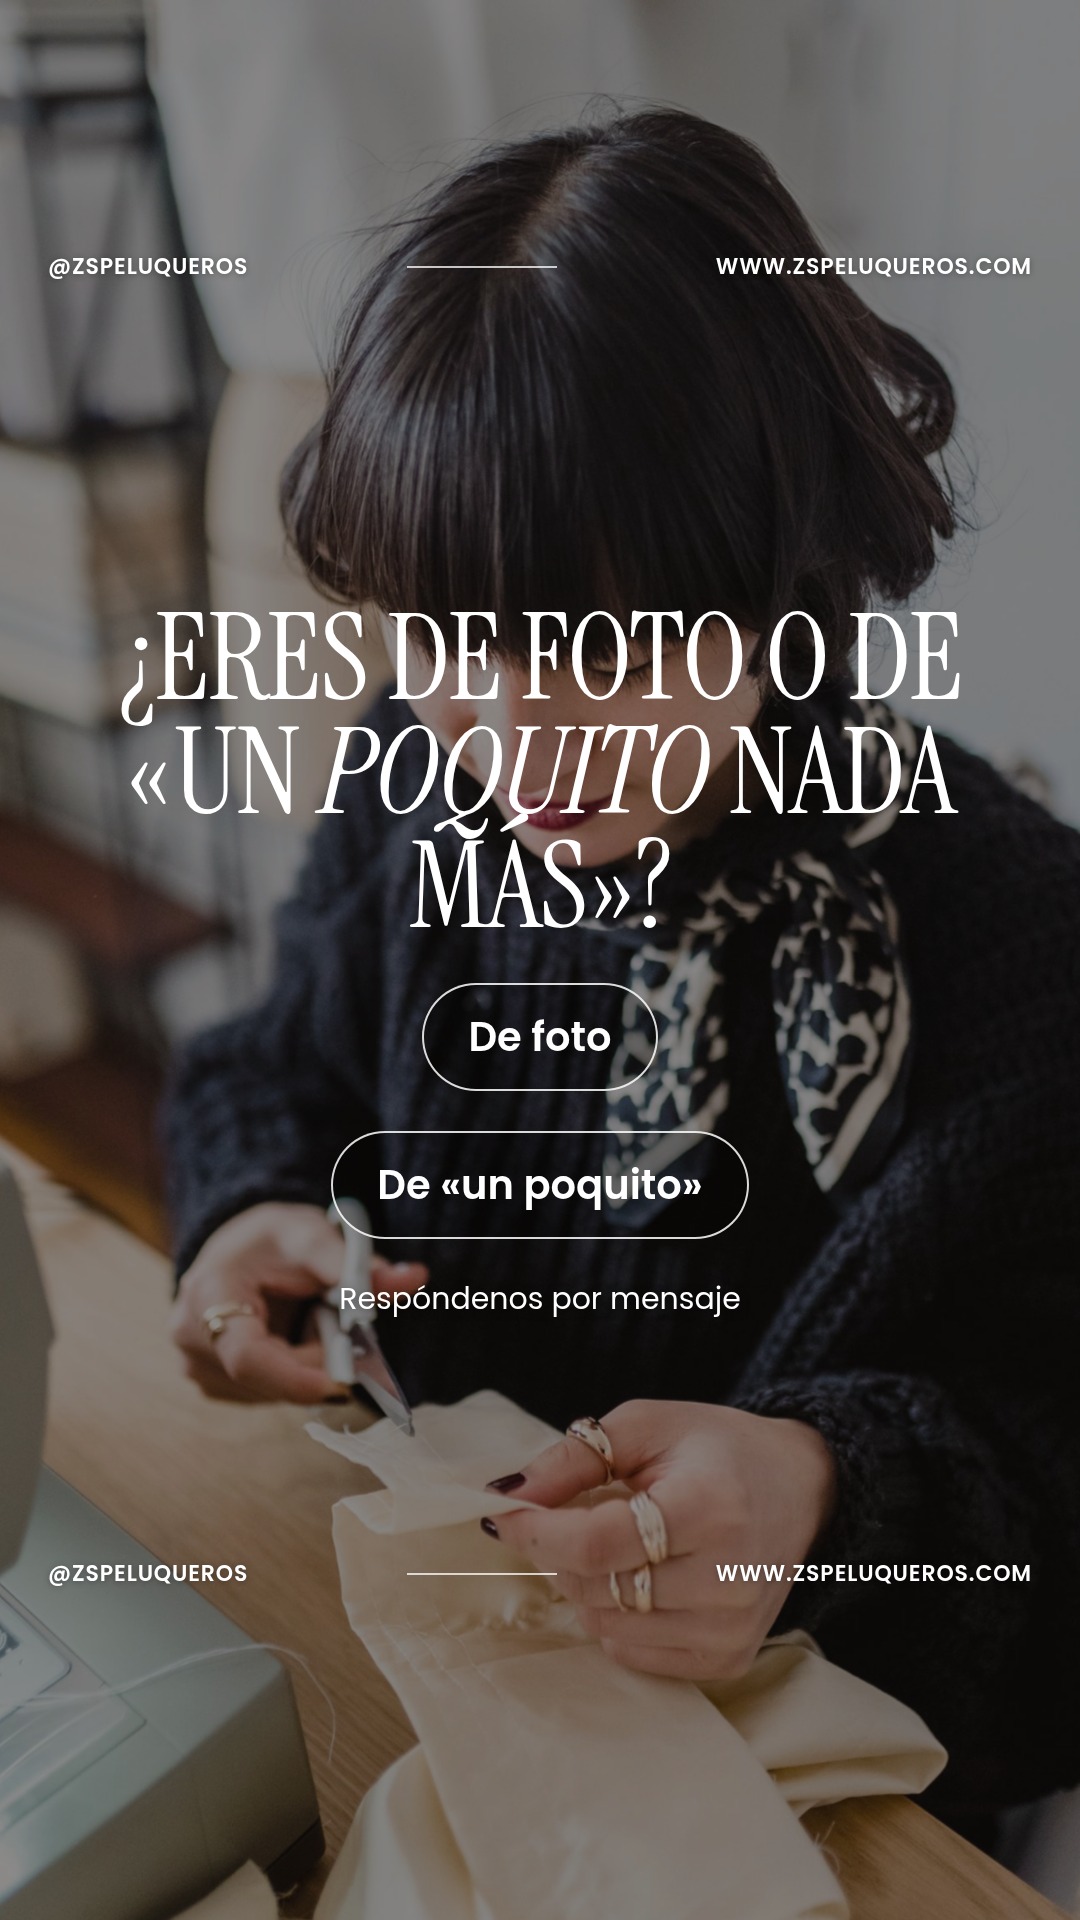 @ZSPELUQUEROS WWW.ZSPELUQUEROS.COM
¿ERES DE FOTO O DE
«UN POQUITO NADA
MÁS»?
De foto
De «un poquito»
Respóndenos por mensaje
@ZSPELUQUEROS WWW.ZSPELUQUEROS.COM